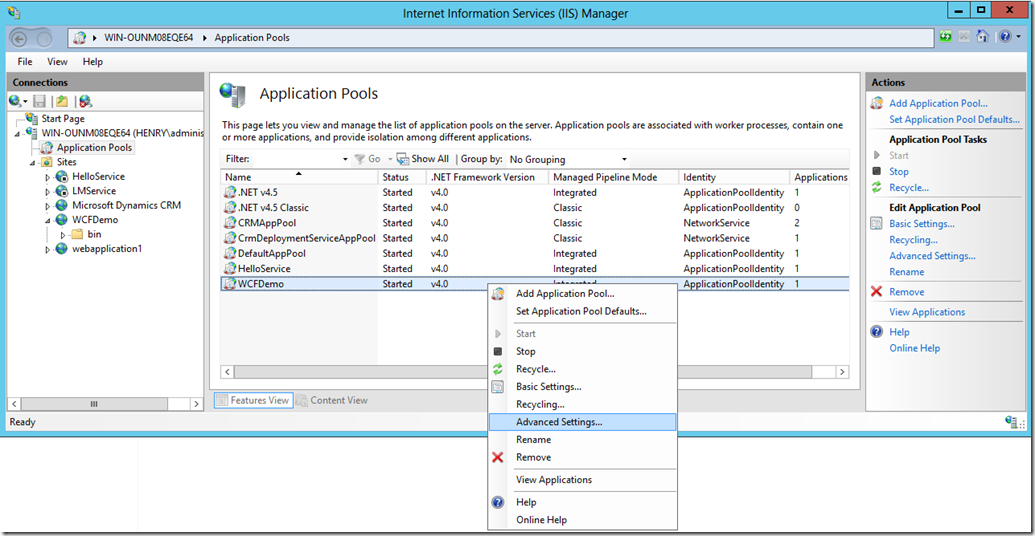 Internet Information Services (IIS) Manager
WIN-OUNM08EQE64 Application Pools
File View Help
Connections
Start Page
WIN-OUNM08EQE64 (HENRY\adminis
Application Pools
Sites
HelloService
LMService
Microsoft Dynamics CRM
WCFDemo
bin
webapplication1
Application Pools
This page lets you view and manage the list of application pools on the server. Application pools are associated with worker processes, contain one or more applications, and provide isolation among different applications.
Filter: Go Show All Group by: No Grouping
Name Status .NET Framework Version Managed Pipeline Mode Identity Applications
.NET v4.5 Started v4.0 Integrated ApplicationPoolIdentity 1
.NET v4.5 Classic Started v4.0 Classic ApplicationPoolIdentity 0
CRMAppPool Started v4.0 Classic NetworkService 2
CrmDeploymentServiceAppPool Started v4.0 Classic NetworkService 1
DefaultAppPool Started v4.0 Integrated ApplicationPoolIdentity 1
HelloService Started v4.0 Integrated ApplicationPoolIdentity 1
WCFDemo Started v4.0 Integrated ApplicationPoolIdentity 1
Add Application Pool...
Set Application Pool Defaults...
Start
Stop
Recycle...
Basic Settings...
Recycling...
Advanced Settings...
Rename
Remove
View Applications
Help
Online Help
Features View Content View
Actions
Add Application Pool...
Set Application Pool Defaults...
Application Pool Tasks
Start
Stop
Recycle...
Edit Application Pool
Basic Settings...
Recycling...
Advanced Settings...
Rename
Remove
View Applications
Help
Online Help
Ready